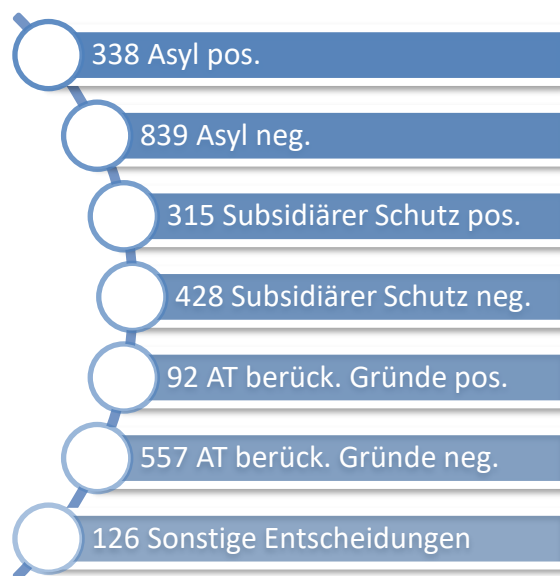 338 Asyl pos.
839 Asyl neg.
315 Subsidiärer Schutz pos.
428 Subsidiärer Schutz neg.
92 AT berück. Gründe pos.
557 AT berück. Gründe neg.
126 Sonstige Entscheidungen